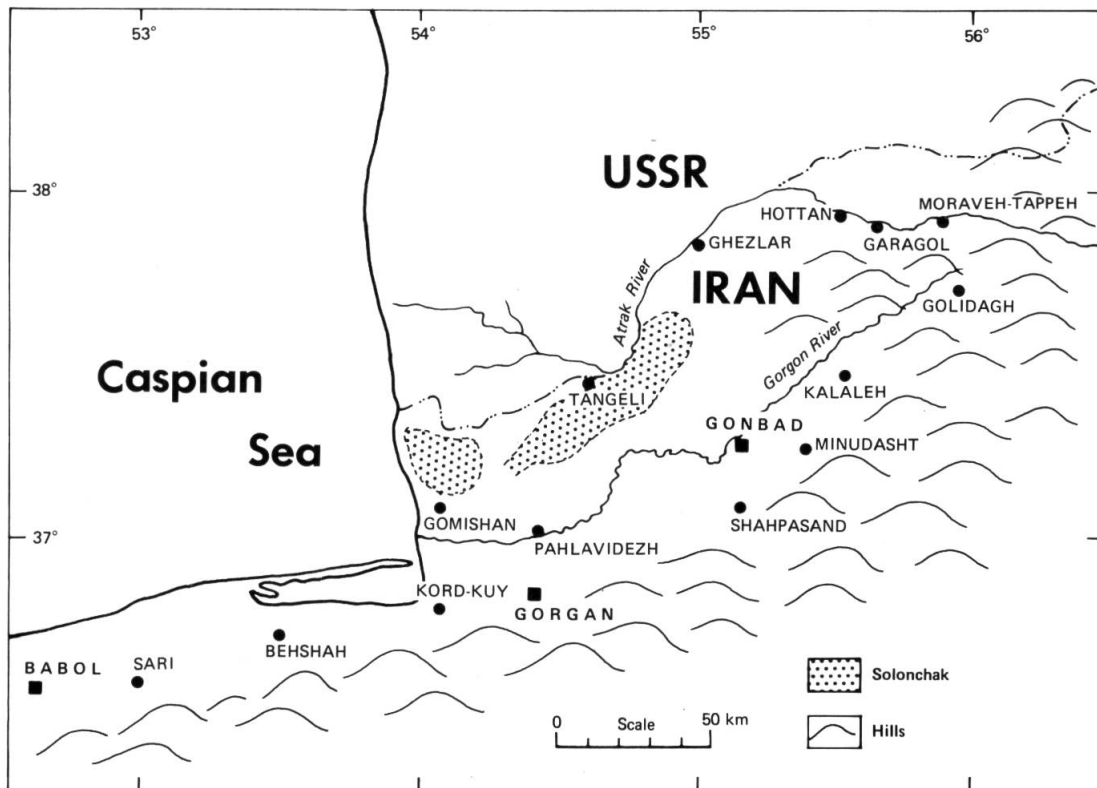 53°
54°
55°
56°
USSR
38°
HOTTAN
MORAVEH-TAPPEH
GARAGOL
GHEZLAR
IRAN
GOLIDAGH
Atrak River
Gorgon River
Caspian
Sea
TANGELI
KALALEH
GONBAD
MINUDASHT
GOMISHAN
SHAHPASAND
37°
PAHLAVIDEZH
KORD-KUY
GORGAN
BEHSHAH
BABOL
SARI
Solonchak
0 Scale 50 km
Hills